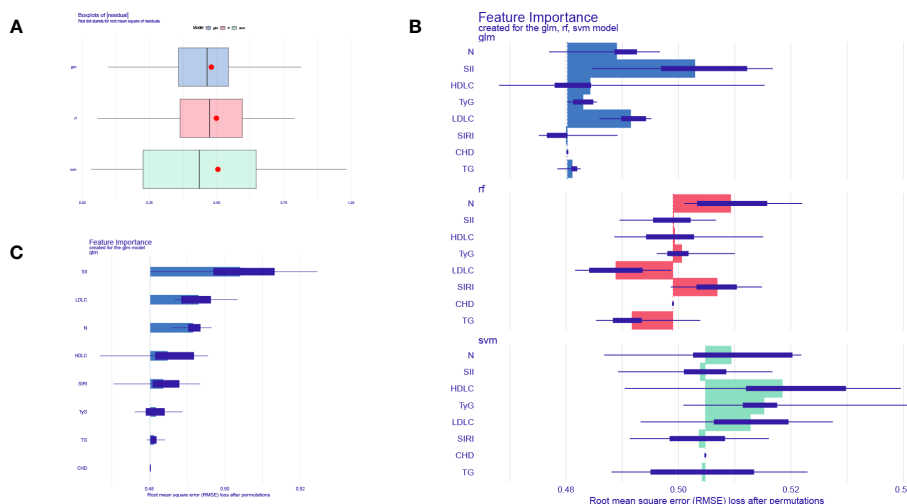 A
Boxplots of |residual|
Red dot stands for root mean square of residuals
Model glm rf svm
glm
rf
svm
0.00
0.25
0.50
0.75
1.00
B
Feature Importance
created for the glm, rf, svm model
glm
N
SII
HDLC
TyG
LDLC
SIRI
CHD
TG
rf
N
SII
HDLC
TyG
LDLC
SIRI
CHD
TG
svm
N
SII
HDLC
TyG
LDLC
SIRI
CHD
TG
0.48
0.50
0.52
Root mean square error (RMSE) loss after permutations
C
Feature Importance
created for the glm model
glm
SII
LDLC
N
HDLC
SIRI
TyG
TG
CHD
0.48
0.50
0.52
Root mean square error (RMSE) loss after permutations